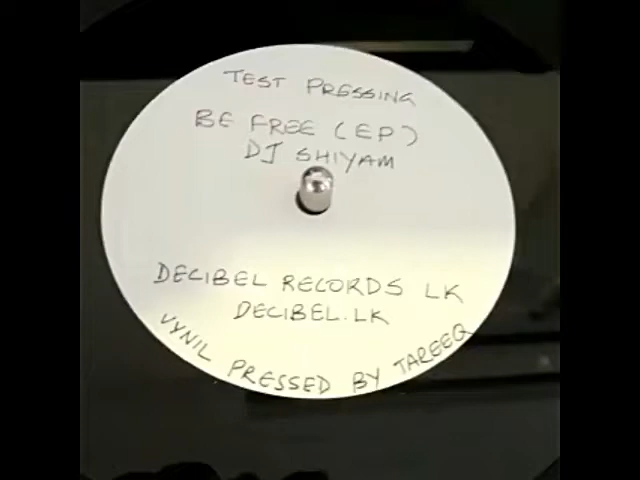 TEST PRESSING
BE FREE (EP)
DJ SHIYAM
DECIBEL RECORDS LK
DECIBEL.LK
VYNIL PRESSED BY TAREEQ